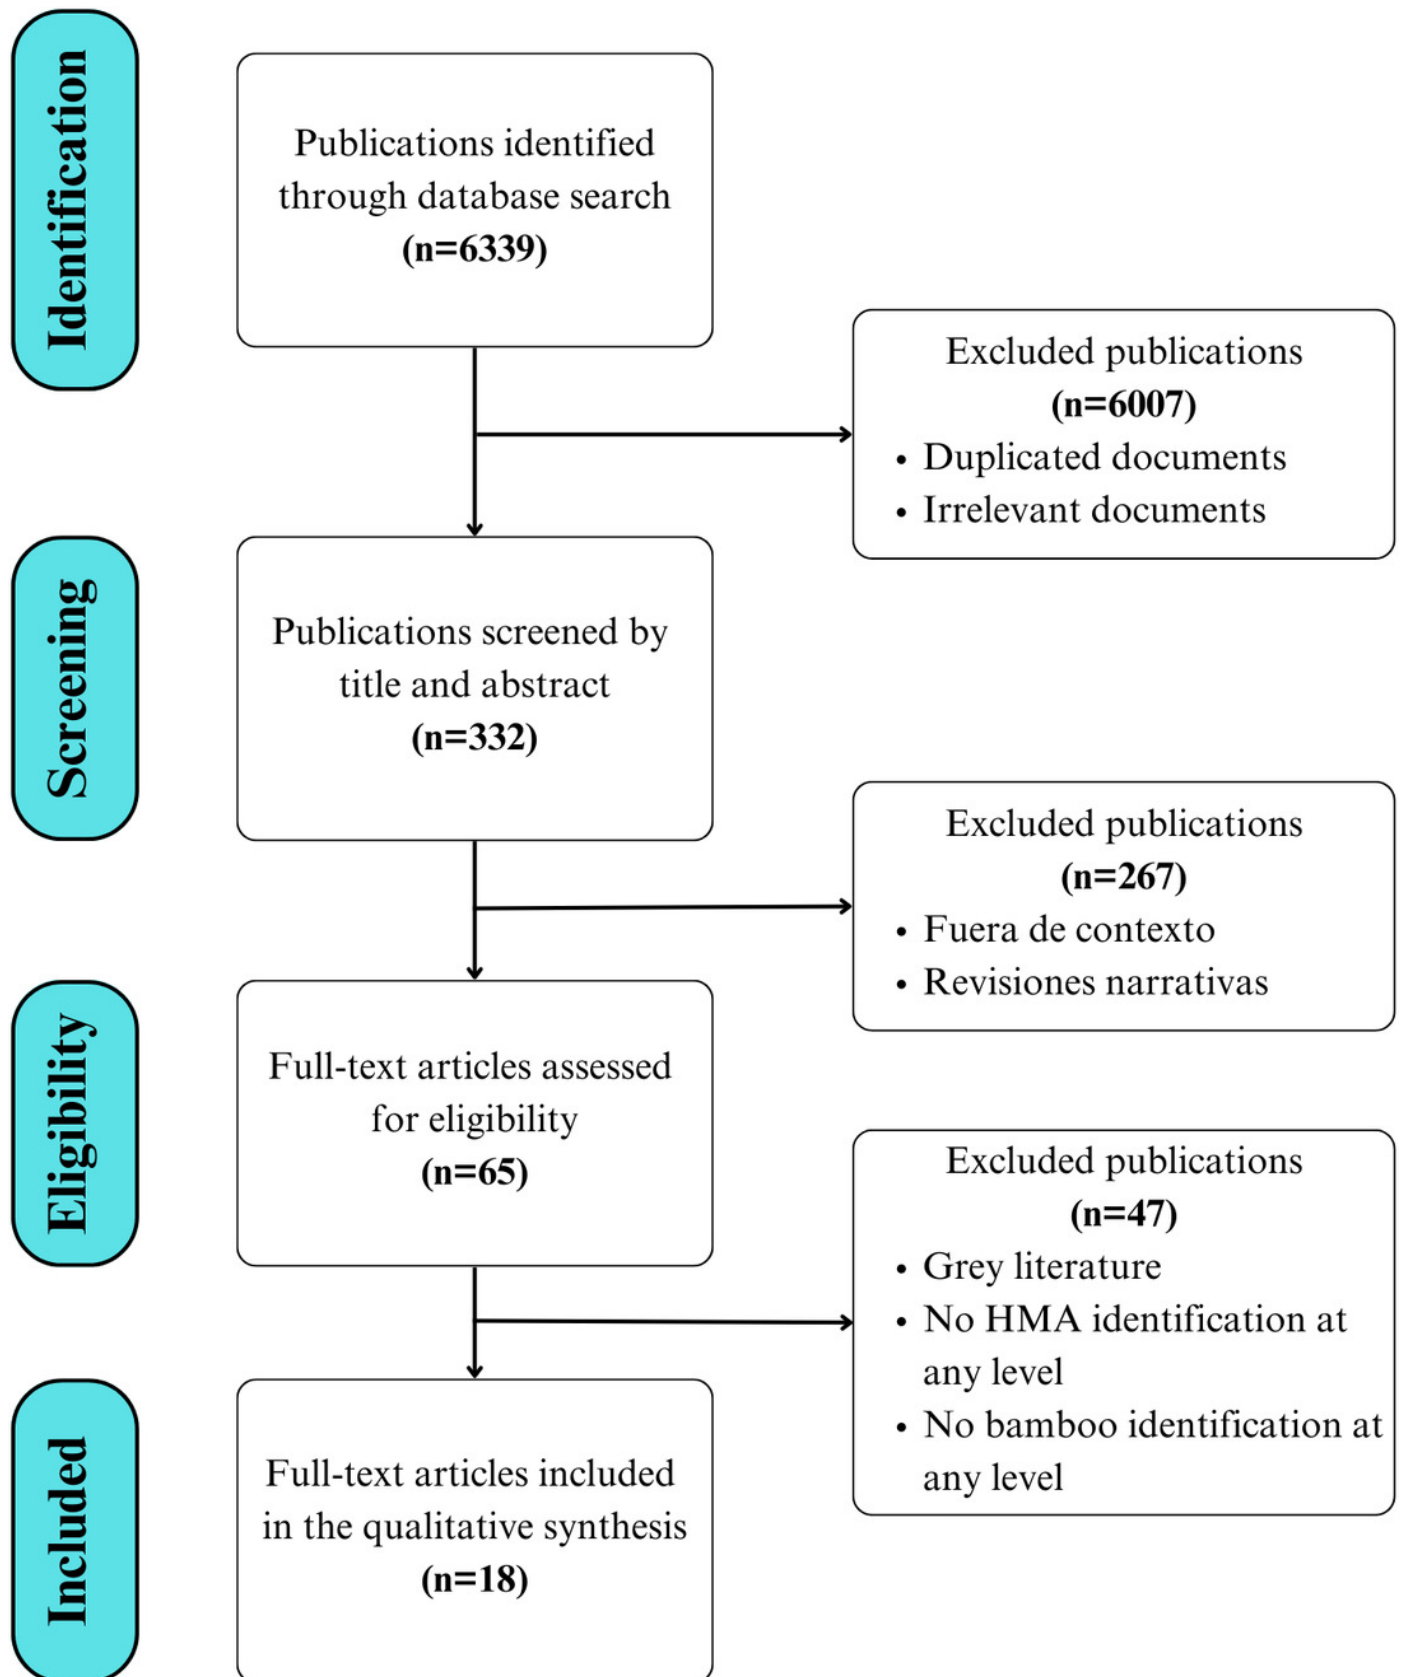 Identification
Publications identified
through database search
(n=6339)
Excluded publications
(n=6007)
• Duplicated documents
• Irrelevant documents
Screening
Publications screened by
title and abstract
(n=332)
Excluded publications
(n=267)
• Fuera de contexto
• Revisiones narrativas
Eligibility
Full-text articles assessed
for eligibility
(n=65)
Excluded publications
(n=47)
• Grey literature
• No HMA identification at
any level
• No bamboo identification at
any level
Included
Full-text articles included
in the qualitative synthesis
(n=18)